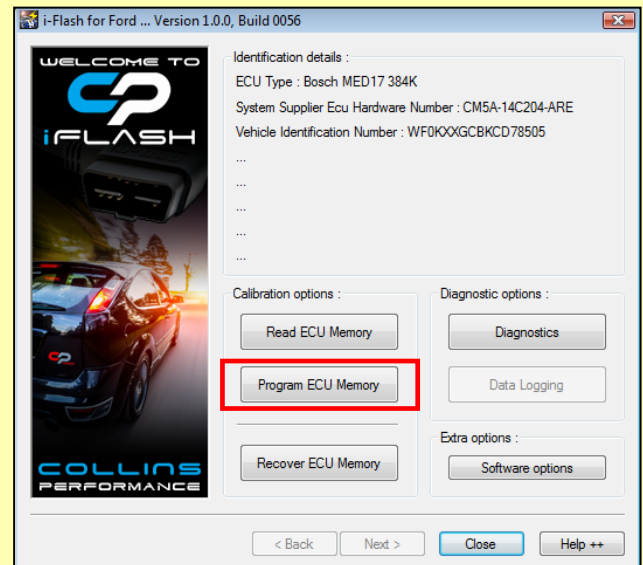 i-Flash for Ford ... Version 1.0.0, Build 0056
WELCOME TO
CP
iFLASH
Identification details :
ECU Type : Bosch MED17 384K
System Supplier Ecu Hardware Number : CM5A-14C204-ARE
Vehicle Identification Number : WF0KXXGCBKCD78505
...
...
...
...
...
Calibration options :
Read ECU Memory
Program ECU Memory
Recover ECU Memory
Diagnostic options :
Diagnostics
Data Logging
Extra options :
Software options
CP
COLLINS
PERFORMANCE
< Back
Next >
Close
Help ++